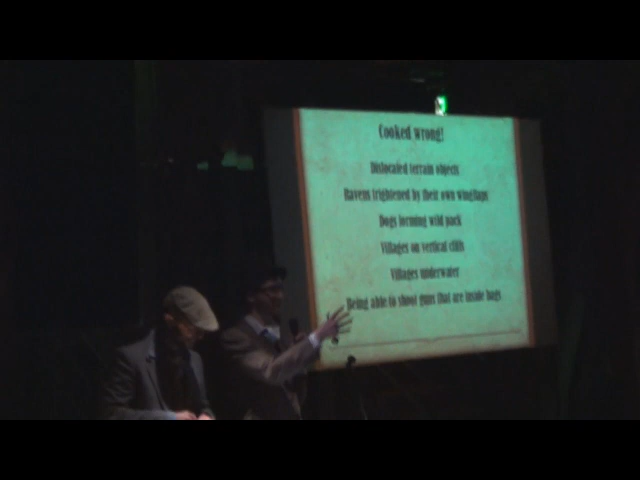 Cooked wrong!
Dislocated terrain objects
Ravens frightened by their own wingflaps
Dogs forming wild pack
Villages on vertical cliffs
Villages underwater
Being able to shoot guns that are inside bags